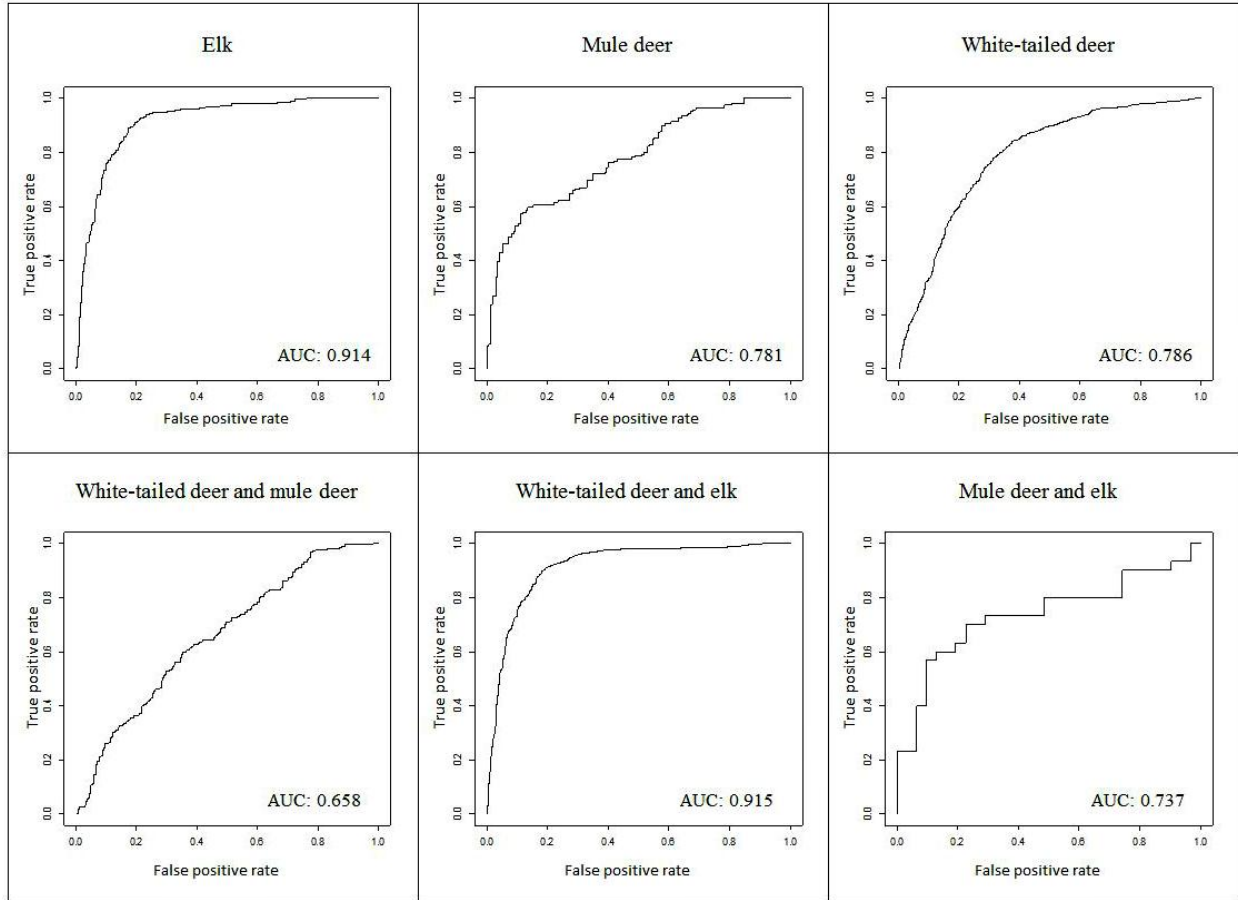 Elk
1.0
0.8
0.6
0.4
0.2
0.0
True positive rate
AUC: 0.914
0.0 0.2 0.4 0.6 0.8 1.0
False positive rate
Mule deer
1.0
0.8
0.6
0.4
0.2
0.0
True positive rate
AUC: 0.781
0.0 0.2 0.4 0.6 0.8 1.0
False positive rate
White-tailed deer
1.0
0.8
0.6
0.4
0.2
0.0
True positive rate
AUC: 0.786
0.0 0.2 0.4 0.6 0.8 1.0
False positive rate
White-tailed deer and mule deer
1.0
0.8
0.6
0.4
0.2
0.0
True positive rate
AUC: 0.658
0.0 0.2 0.4 0.6 0.8 1.0
False positive rate
White-tailed deer and elk
1.0
0.8
0.6
0.4
0.2
0.0
True positive rate
AUC: 0.915
0.0 0.2 0.4 0.6 0.8 1.0
False positive rate
Mule deer and elk
1.0
0.8
0.6
0.4
0.2
0.0
True positive rate
AUC: 0.737
0.0 0.2 0.4 0.6 0.8 1.0
False positive rate